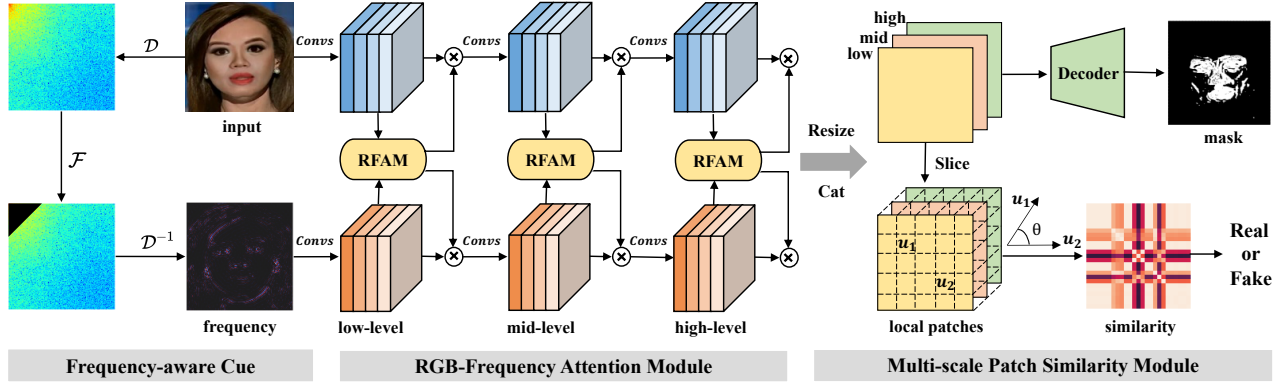 𝒟
input
ℱ
𝒟⁻¹
frequency
Convs
Convs
Convs
RFAM
RFAM
RFAM
Convs
Convs
Convs
low-level
mid-level
high-level
Resize
Cat
high
mid
low
Decoder
mask
Slice
u₁
u₂
local patches
u₁
θ
u₂
similarity
Real
or
Fake
Frequency-aware Cue
RGB-Frequency Attention Module
Multi-scale Patch Similarity Module